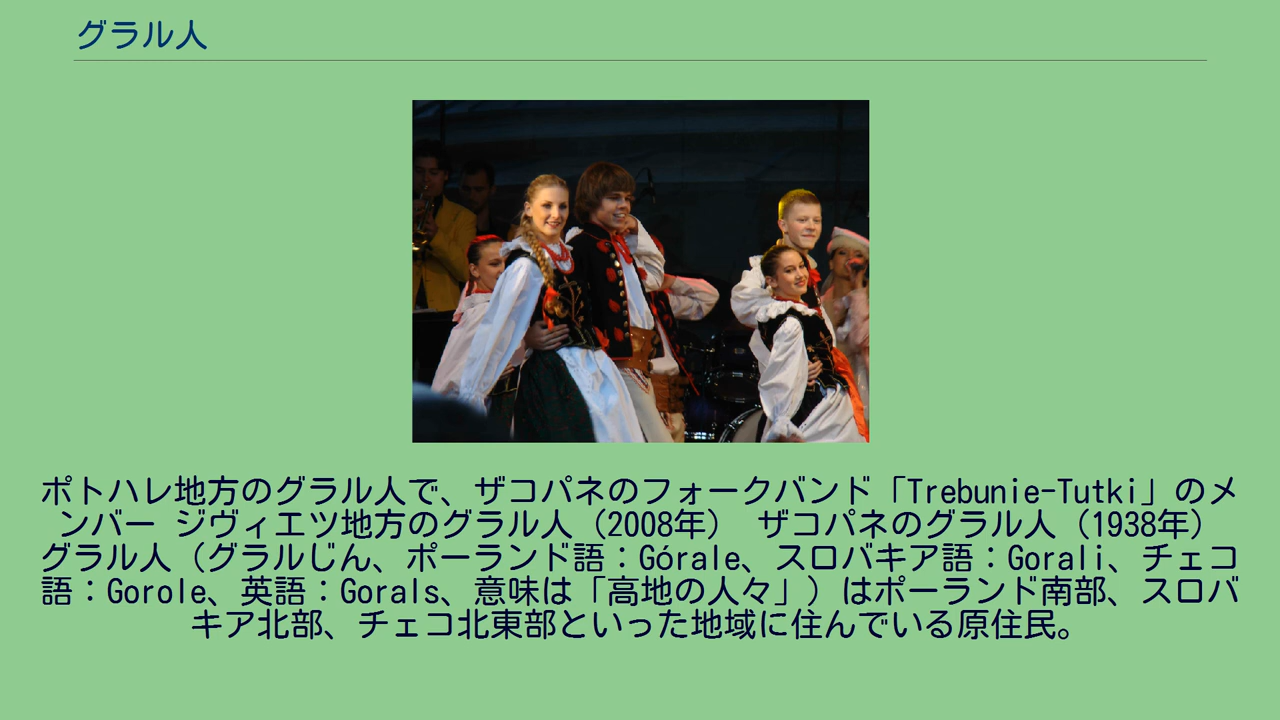 グラル人
ポトハレ地方のグラル人で、ザコパネのフォークバンド「Trebunie-Tutki」のメ
ンバー ジヴィエツ地方のグラル人（2008年） ザコパネのグラル人（1938年）
グラル人（グラルじん、ポーランド語：Górale、スロバキア語：Gorali、チェコ
語：Gorole、英語：Gorals、意味は「高地の人々」）はポーランド南部、スロバ
キア北部、チェコ北東部といった地域に住んでいる原住民。